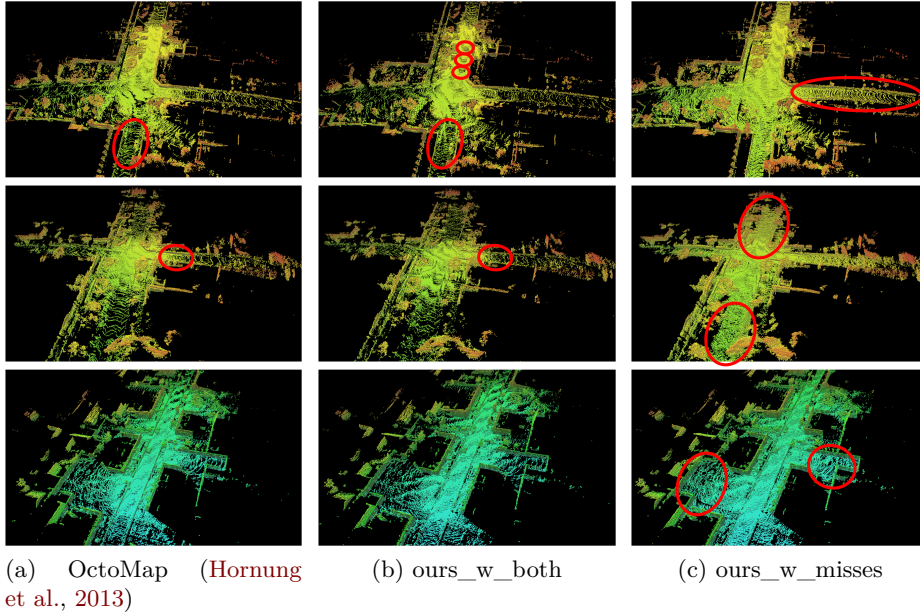 (a) OctoMap (Hornung
et al., 2013)
(b) ours_w_both
(c) ours_w_misses